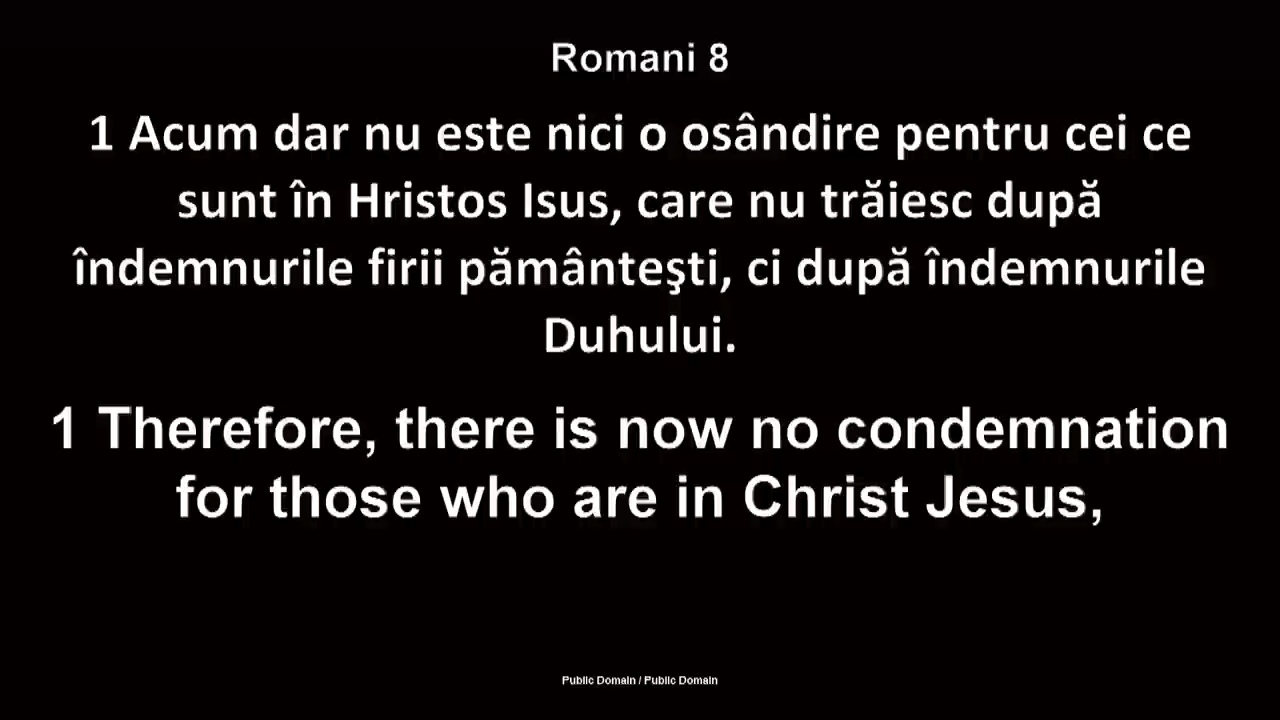 Romani 8
1 Acum dar nu este nici o osândire pentru cei ce
sunt în Hristos Isus, care nu trăiesc după
îndemnurile firii pământeşti, ci după îndemnurile
Duhului.
1 Therefore, there is now no condemnation
for those who are in Christ Jesus,
Public Domain / Public Domain